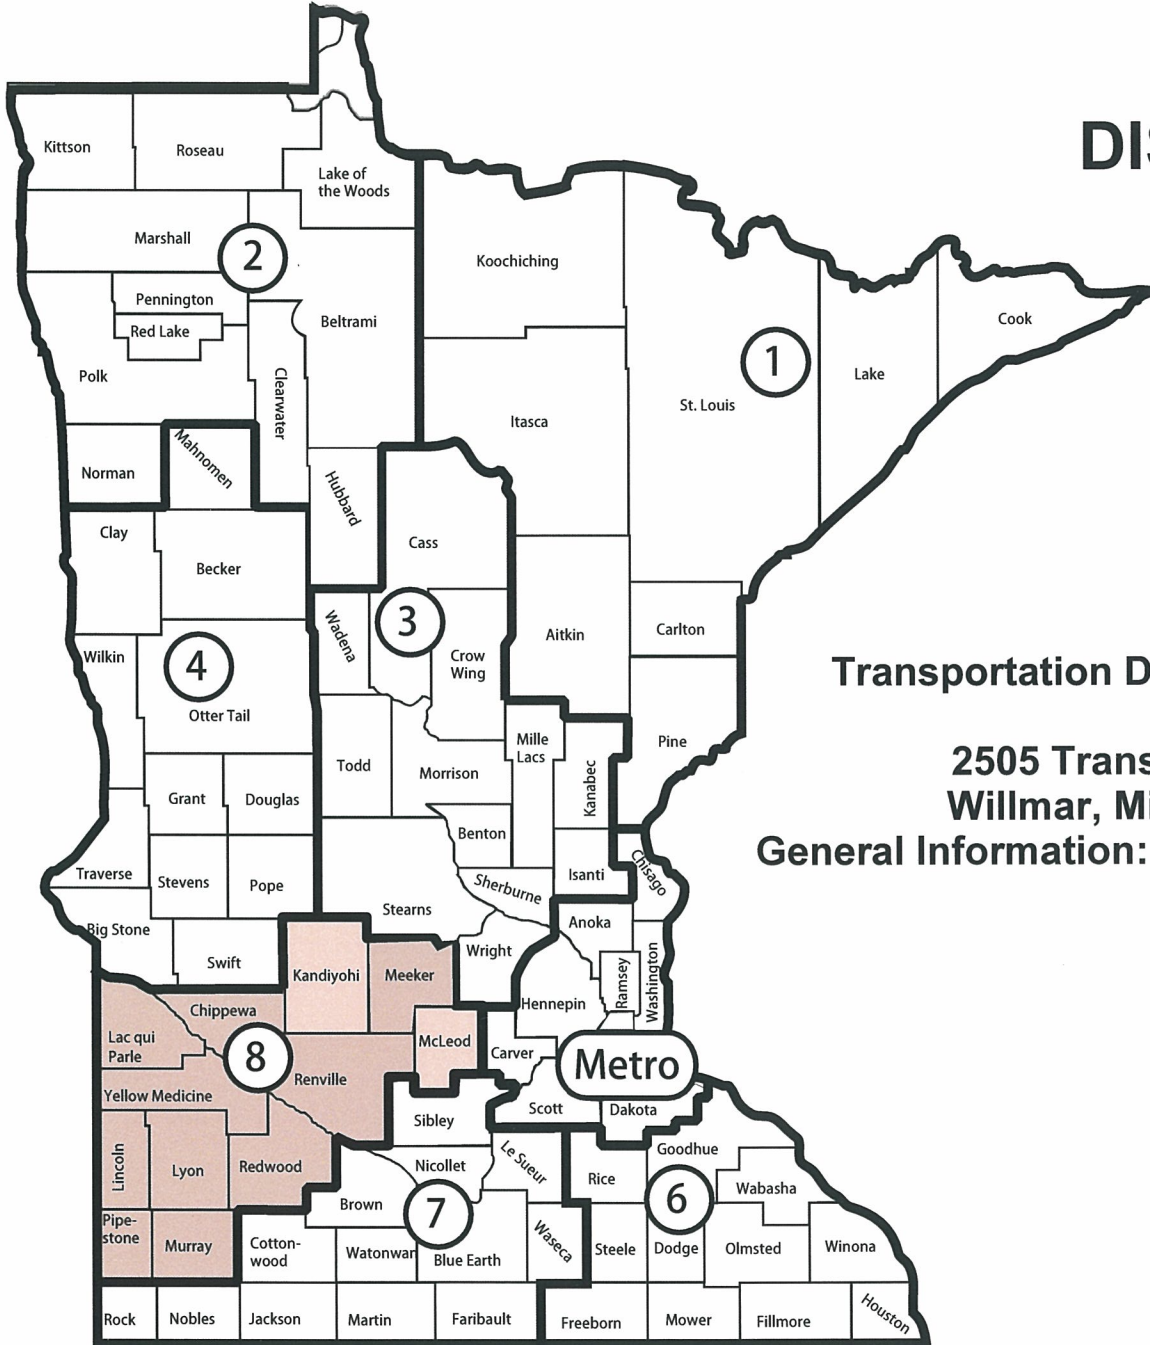 DIS
Kittson
Roseau
Lake of
the Woods
Marshall
2
Koochiching
Pennington
Red Lake
Beltrami
Cook
Polk
Clearwater
1
Lake
St. Louis
Itasca
Norman
Mahnomen
Hubbard
Clay
Becker
Cass
Wadena
3
Aitkin
Carlton
Wilkin
4
Crow
Wing
Otter Tail
Transportation D
Mille
Lacs
Pine
Todd
Morrison
Kanabec
2505 Trans
Willmar, Mi
General Information:
Grant
Douglas
Benton
Traverse
Stevens
Pope
Sherburne
Isanti
Chisago
Stearns
Anoka
Big Stone
Swift
Wright
Kandiyohi
Meeker
Ramsey
Washington
Hennepin
Chippewa
Lac qui
Parle
8
McLeod
Carver
Metro
Renville
Yellow Medicine
Scott
Dakota
Sibley
Lincoln
Lyon
Redwood
Nicollet
Le Sueur
Goodhue
Rice
Wabasha
Brown
7
6
Pipe-
stone
Murray
Cotton-
wood
Watonwan
Blue Earth
Waseca
Steele
Dodge
Olmsted
Winona
Rock
Nobles
Jackson
Martin
Faribault
Freeborn
Mower
Fillmore
Houston